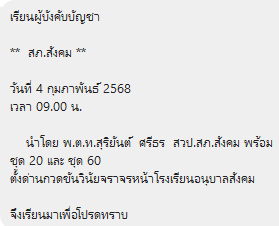 เรียนผู้บังคับบัญชา
** สภ.สังคม **
วันที่ 4 กุมภาพันธ์ 2568
เวลา 09.00 น.
นำโดย พ.ต.ท.สุริยันต์ ศรีธร สวป.สภ.สังคม พร้อม
ชุด 20 และ ชุด 60
ตั้งด่านกวดขันวินัยจราจรหน้าโรงเรียนอนุบาลสังคม
จึงเรียนมาเพื่อโปรดทราบ